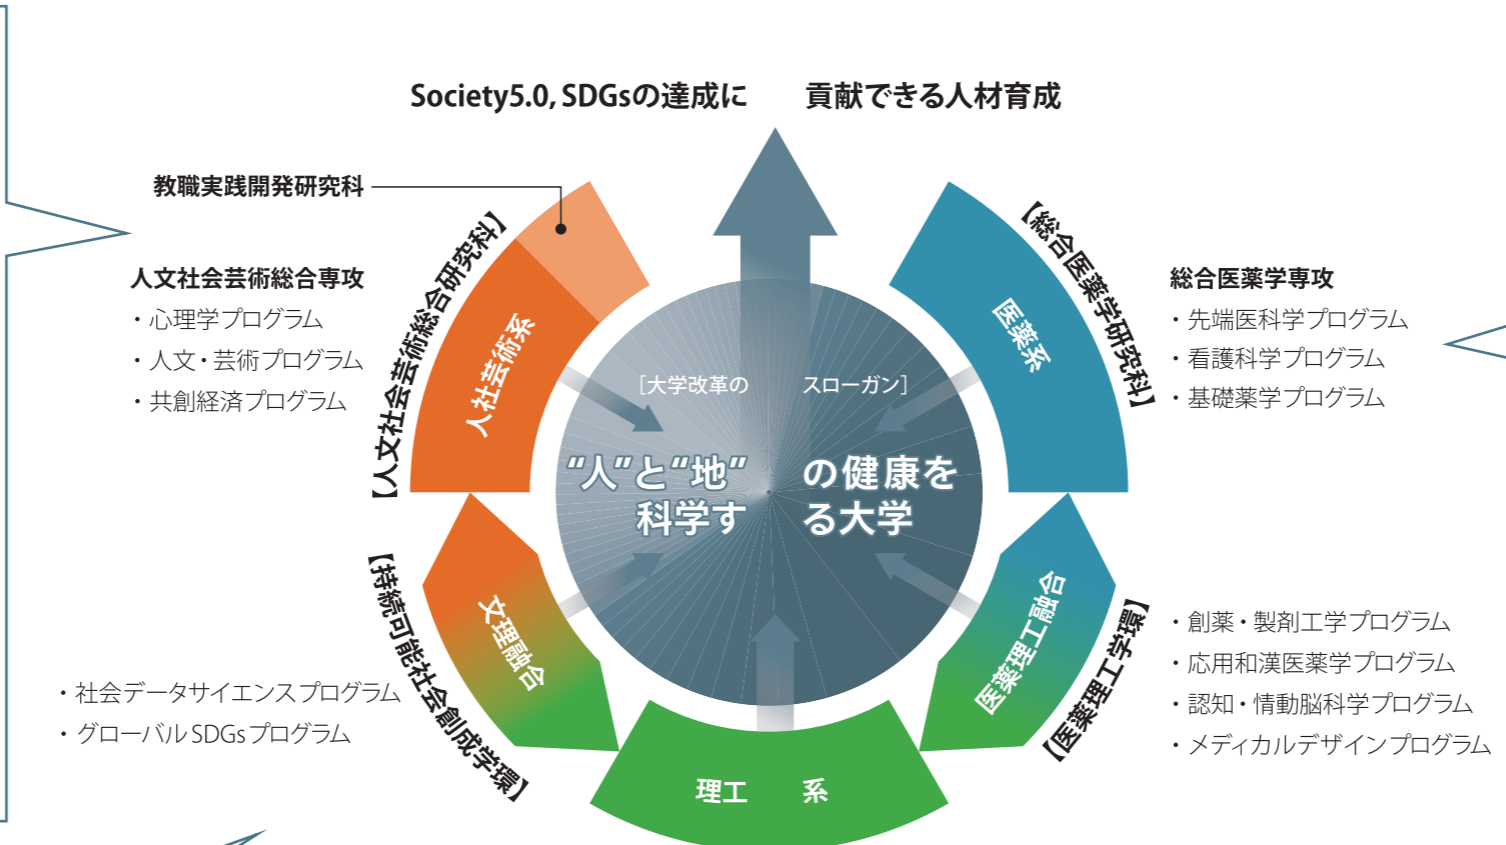 Society5.0, SDGsの達成に 貢献できる人材育成
教職実践開発研究科
【人文社会芸術総合研究科】
人文社会芸術総合専攻
・心理学プログラム
・人文・芸術プログラム
・共創経済プログラム
人社芸術系
【総合医薬学研究科】
医薬系
総合医薬学専攻
・先端医科学プログラム
・看護科学プログラム
・基礎薬学プログラム
［大学改革の スローガン］
“人”と“地” の健康を
科学す る大学
【持続可能社会創成学環】
文理融合
・社会データサイエンスプログラム
・グローバルSDGsプログラム
医薬理工融合
【医薬理工学環】
・創薬・製剤工学プログラム
・応用和漢医薬学プログラム
・認知・情動脳科学プログラム
・メディカルデザインプログラム
理工 系